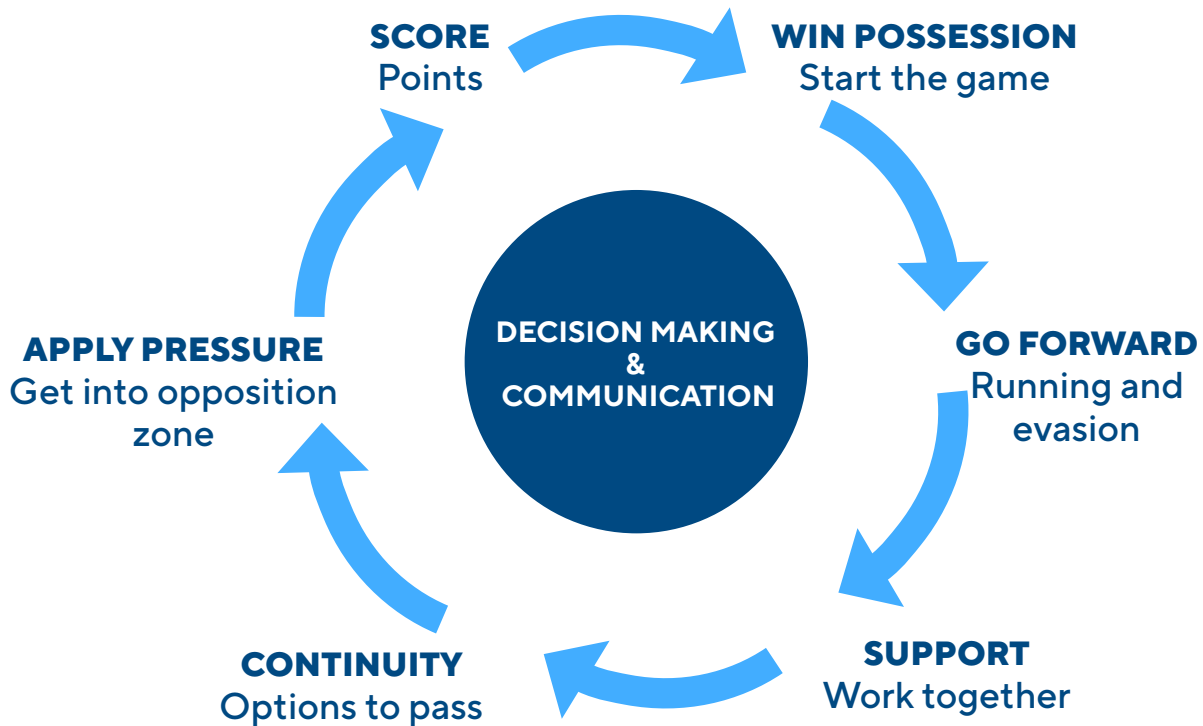 SCORE
Points
WIN POSSESSION
Start the game
GO FORWARD
Running and
evasion
SUPPORT
Work together
CONTINUITY
Options to pass
APPLY PRESSURE
Get into opposition
zone
DECISION MAKING
&
COMMUNICATION